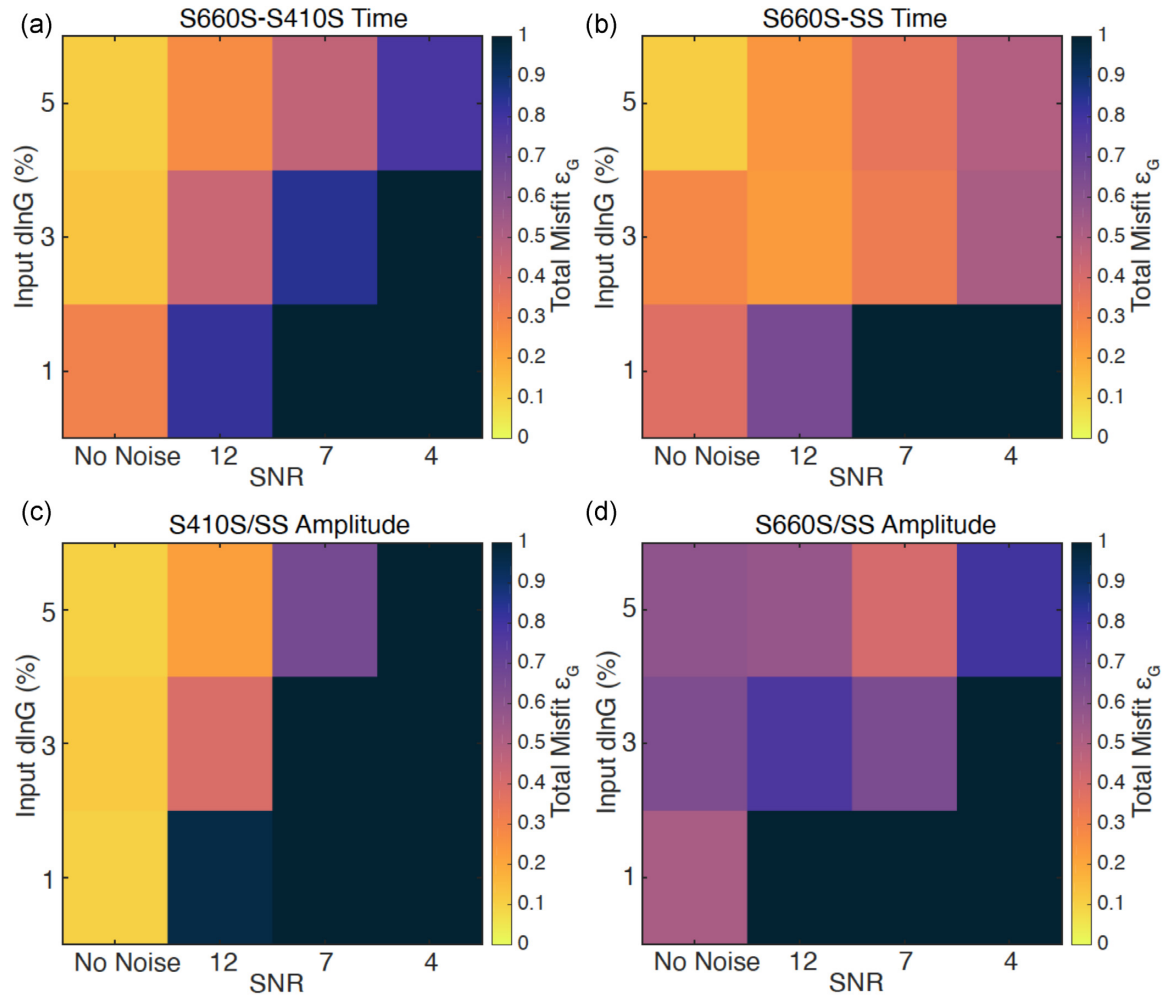 (a) S660S-S410S Time
Input dlnG (%)
5
3
1
No Noise 12 7 4
SNR
1
0.9
0.8
0.7
0.6
0.5
0.4
0.3
0.2
0.1
0
Total Misfit εG
(b) S660S-SS Time
Input dlnG (%)
5
3
1
No Noise 12 7 4
SNR
1
0.9
0.8
0.7
0.6
0.5
0.4
0.3
0.2
0.1
0
Total Misfit εG
(c) S410S/SS Amplitude
Input dlnG (%)
5
3
1
No Noise 12 7 4
SNR
1
0.9
0.8
0.7
0.6
0.5
0.4
0.3
0.2
0.1
0
Total Misfit εG
(d) S660S/SS Amplitude
Input dlnG (%)
5
3
1
No Noise 12 7 4
SNR
1
0.9
0.8
0.7
0.6
0.5
0.4
0.3
0.2
0.1
0
Total Misfit εG